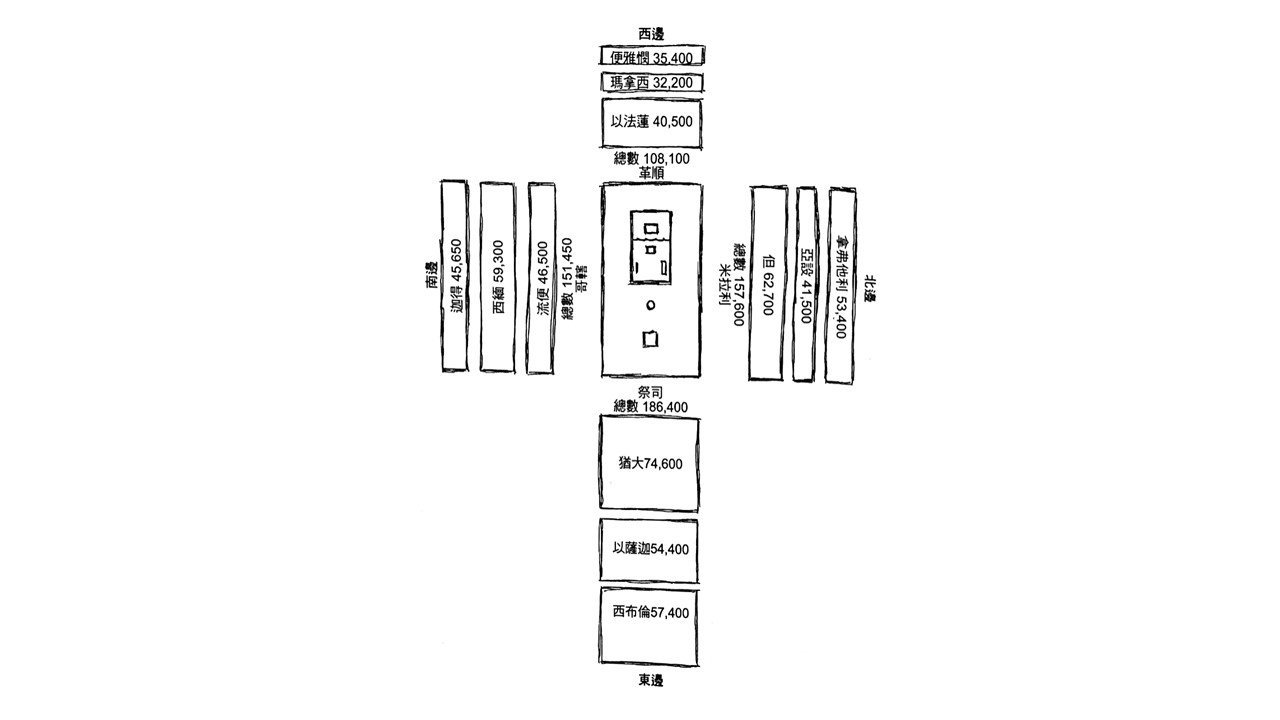 西邊
便雅憫 35,400
瑪拿西 32,200
以法蓮 40,500
總數 108,100
革順
南邊
迦得 45,650
西緬 59,300
流便 46,500
總數 151,450
哥轄
米拉利
總數 157,600
但 62,700
亞設 41,500
拿弗他利 53,400
北邊
祭司
總數 186,400
猶大74,600
以薩迦54,400
西布倫57,400
東邊